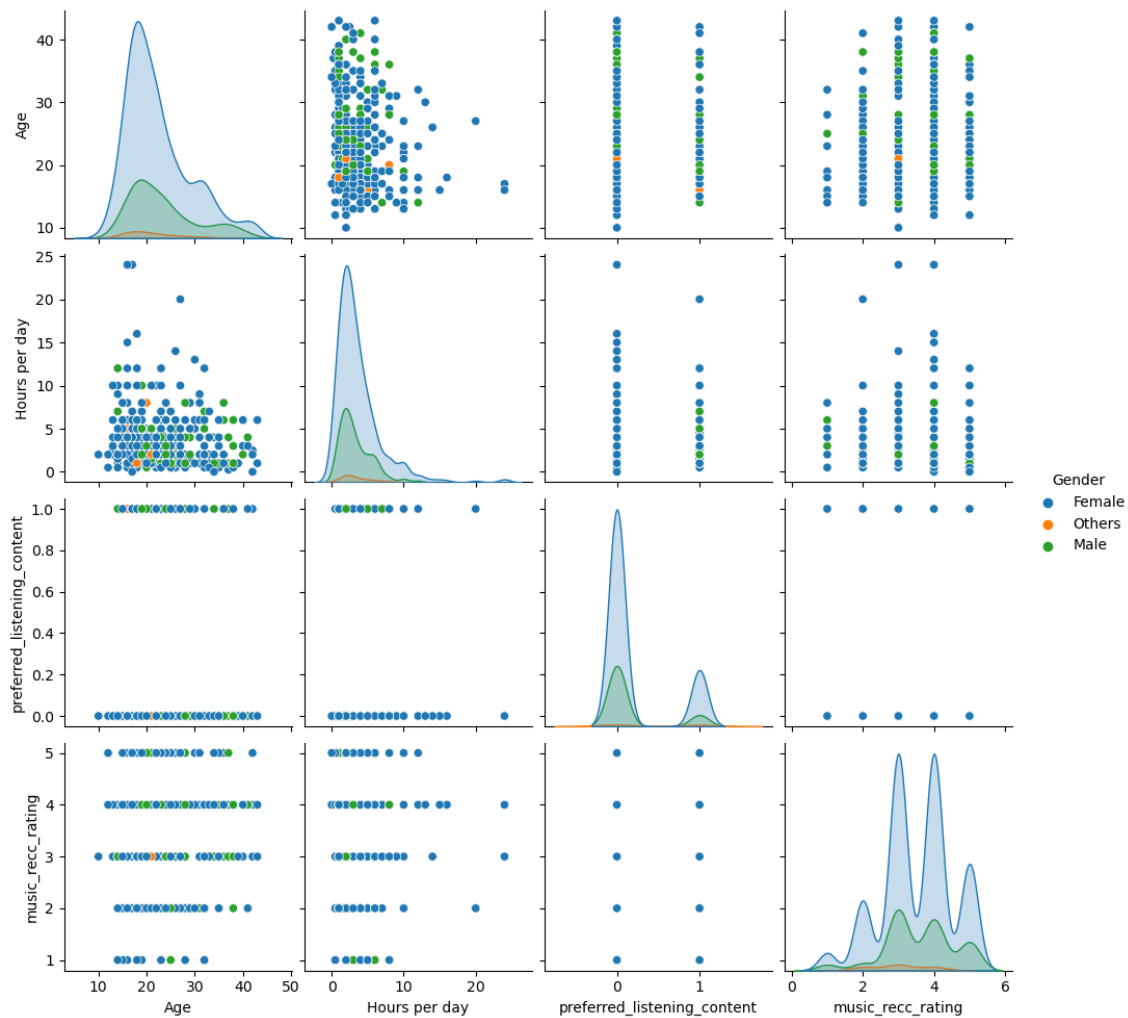 Age
40
30
20
10
Hours per day
25
20
15
10
5
0
preferred_listening_content
1.0
0.8
0.6
0.4
0.2
0.0
music_recc_rating
5
4
3
2
1
10 20 30 40 50
Age
0 10 20
Hours per day
0 1
preferred_listening_content
0 2 4 6
music_recc_rating
Gender
Female
Others
Male